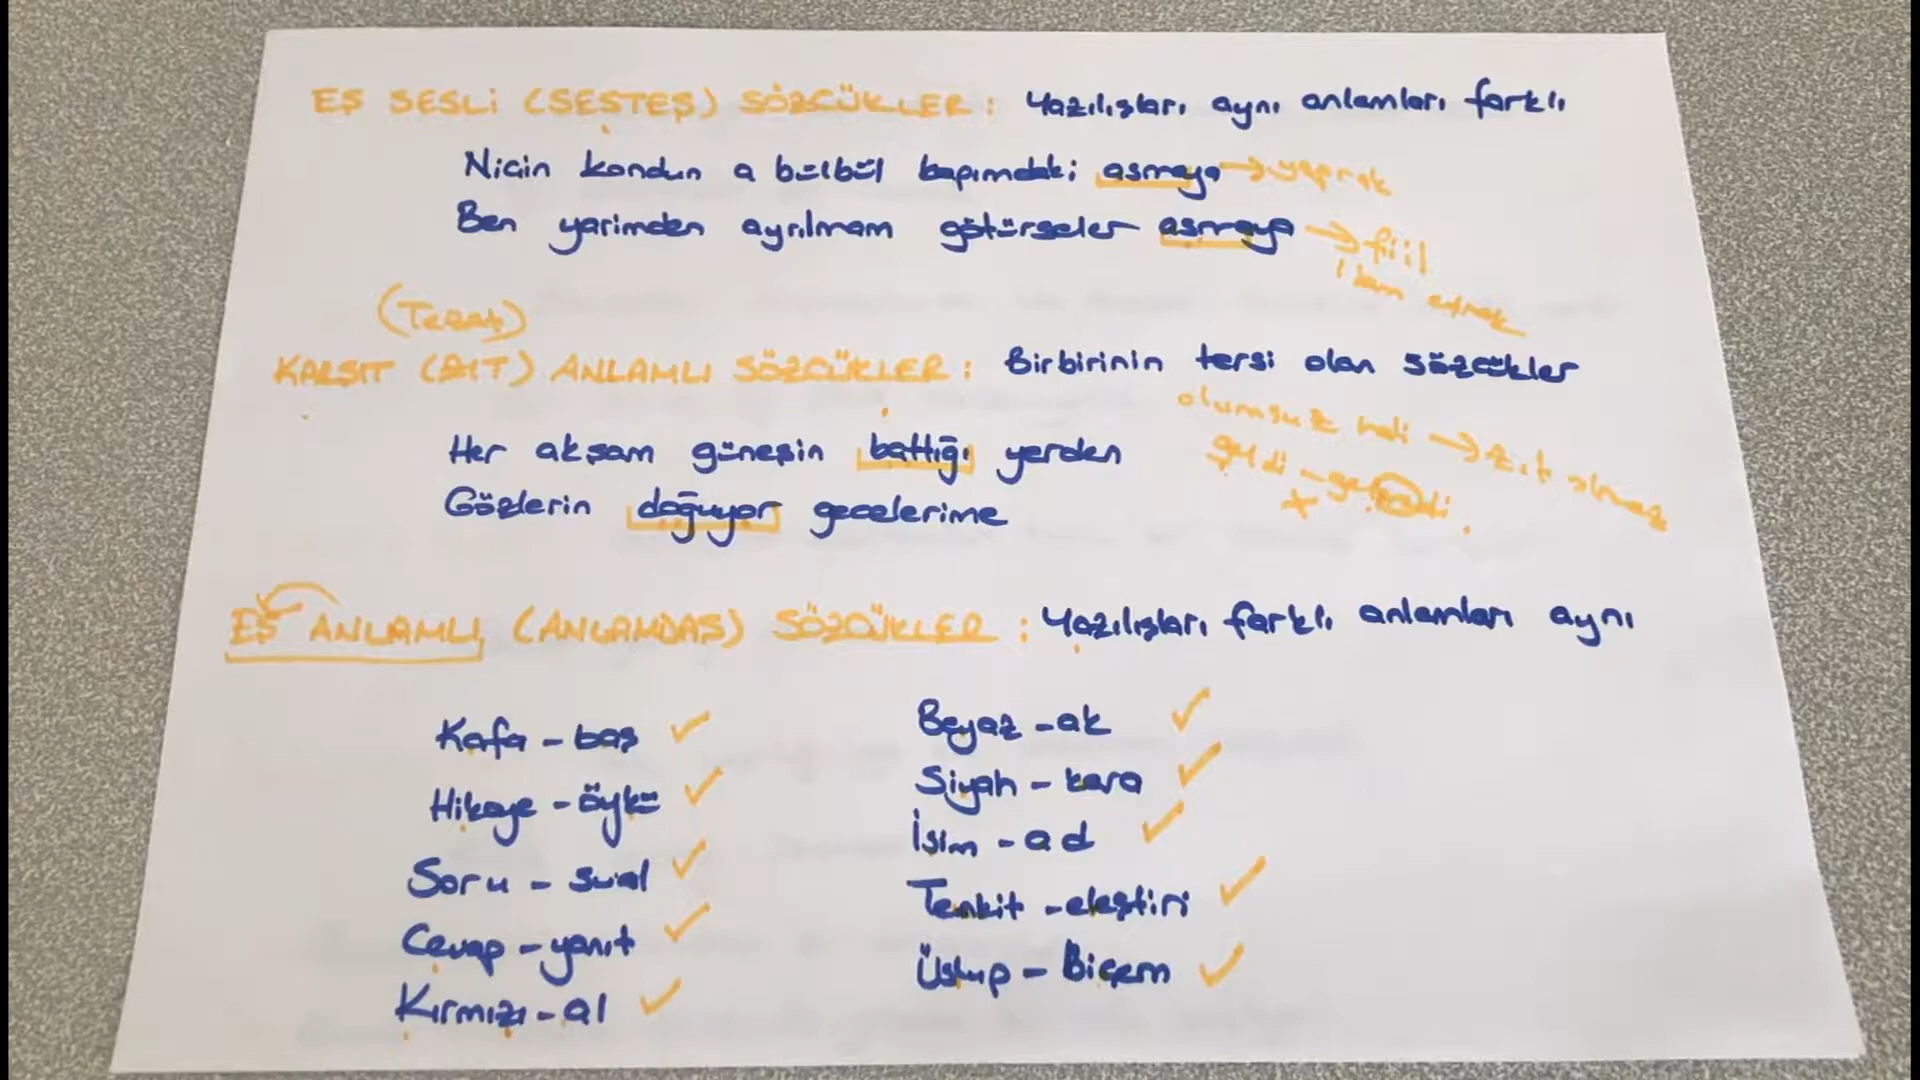 EŞ SESLİ (SESTEŞ) SÖZCÜKLER : Yazılışları aynı anlamları farklı
Niçin kondun a bülbül kapımdaki asmaya → yaprak
Ben yarimden ayrılmam götürseler asmaya → fiil
idam etmek
(Tezat)
KARŞIT (ZIT) ANLAMLI SÖZCÜKLER : Birbirinin tersi olan sözcükler
olumsuz hali → zıt olmaz
Her akşam güneşin battığı yerden
geldi - gelmedi
x
Gözlerin doğuyor gecelerime
EŞ ANLAMLI (ANLAMDAŞ) SÖZCÜKLER : Yazılışları farklı anlamları aynı
Kafa - baş ✓ Beyaz - ak ✓
Hikaye - öykü ✓ Siyah - kara ✓
Soru - sual ✓ İsim - ad ✓
Cevap - yanıt ✓ Tenkit - eleştiri ✓
Kırmızı - al ✓ Üslup - Biçem ✓